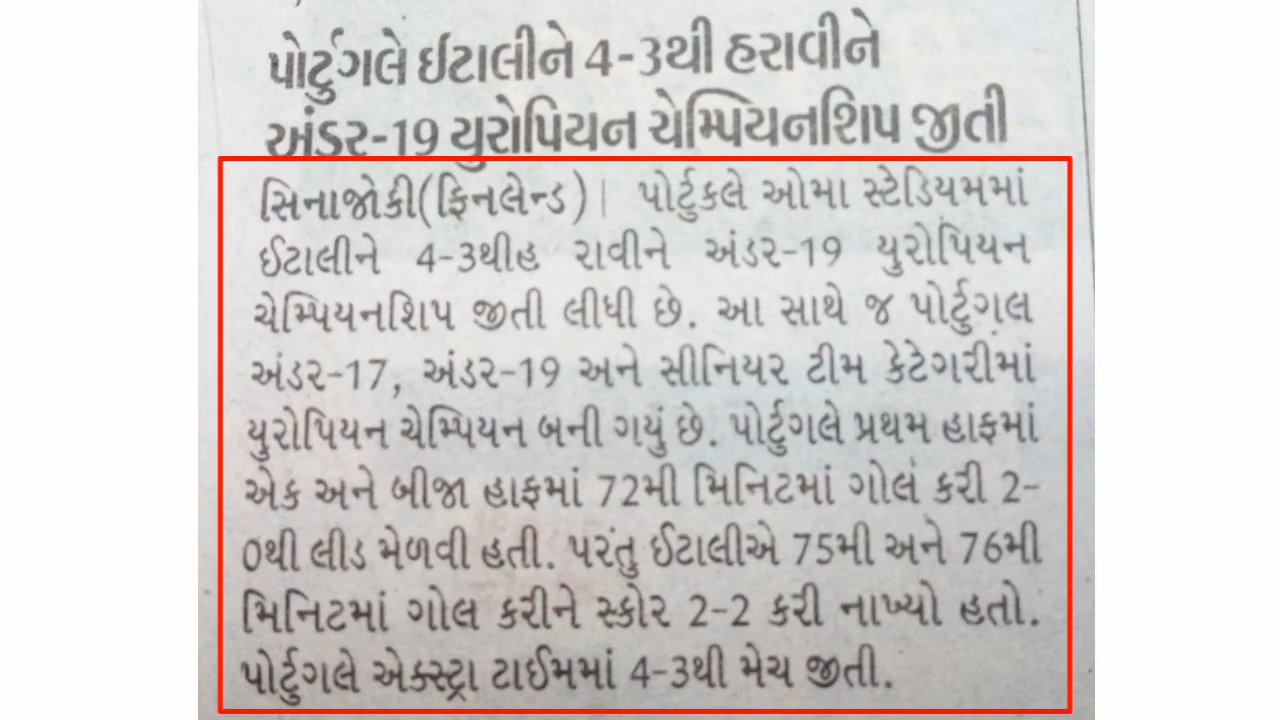 પોર્ટુગલે ઈટાલીને 4-3થી હરાવીને
અંડર-19 યુરોપિયન ચેમ્પિયનશિપ જીતી
સિનાજોકી(ફિનલેન્ડ)| પોર્ટુકલે ઓમા સ્ટેડિયમમાં
ઈટાલીને 4-3થીહ રાવીને અંડર-19 યુરોપિયન
ચેમ્પિયનશિપ જીતી લીધી છે. આ સાથે જ પોર્ટુગલ
અંડર-17, અંડર-19 અને સીનિયર ટીમ કેટેગરીમાં
યુરોપિયન ચેમ્પિયન બની ગયું છે. પોર્ટુગલે પ્રથમ હાફમાં
એક અને બીજા હાફમાં 72મી મિનિટમાં ગોલ કરી 2-
0થી લીડ મેળવી હતી. પરંતુ ઈટાલીએ 75મી અને 76મી
મિનિટમાં ગોલ કરીને સ્કોર 2-2 કરી નાખ્યો હતો.
પોર્ટુગલે એક્સ્ટ્રા ટાઈમમાં 4-3થી મેચ જીતી.